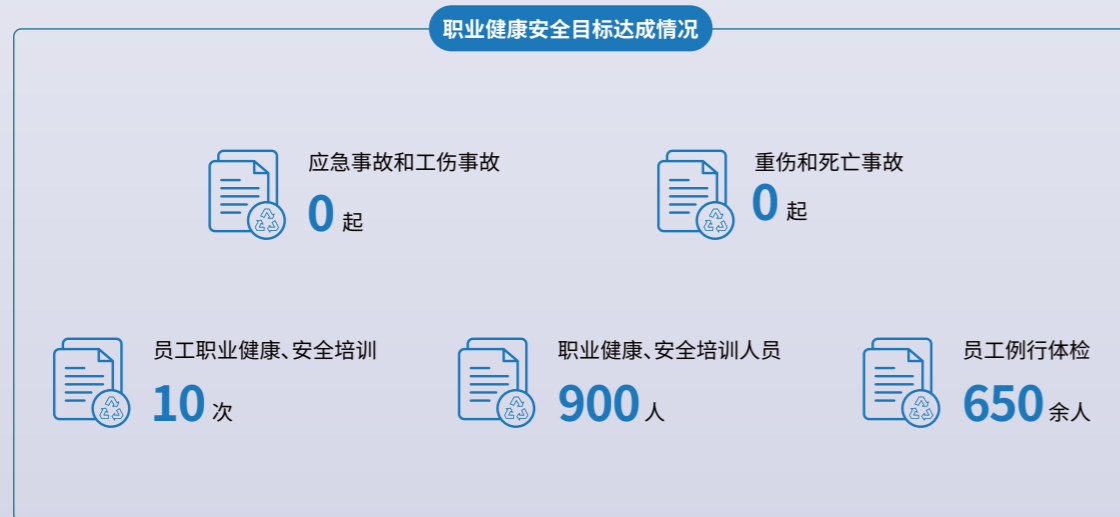 职业健康安全目标达成情况
应急事故和工伤事故
0 起
重伤和死亡事故
0 起
员工职业健康、安全培训
10 次
职业健康、安全培训人员
900 人
员工例行体检
650 余人